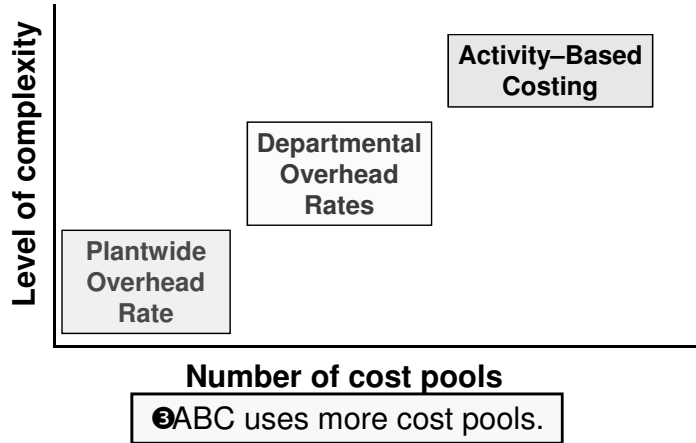 Level of complexity
Activity–Based
Costing
Departmental
Overhead
Rates
Plantwide
Overhead
Rate
Number of cost pools
❸ABC uses more cost pools.